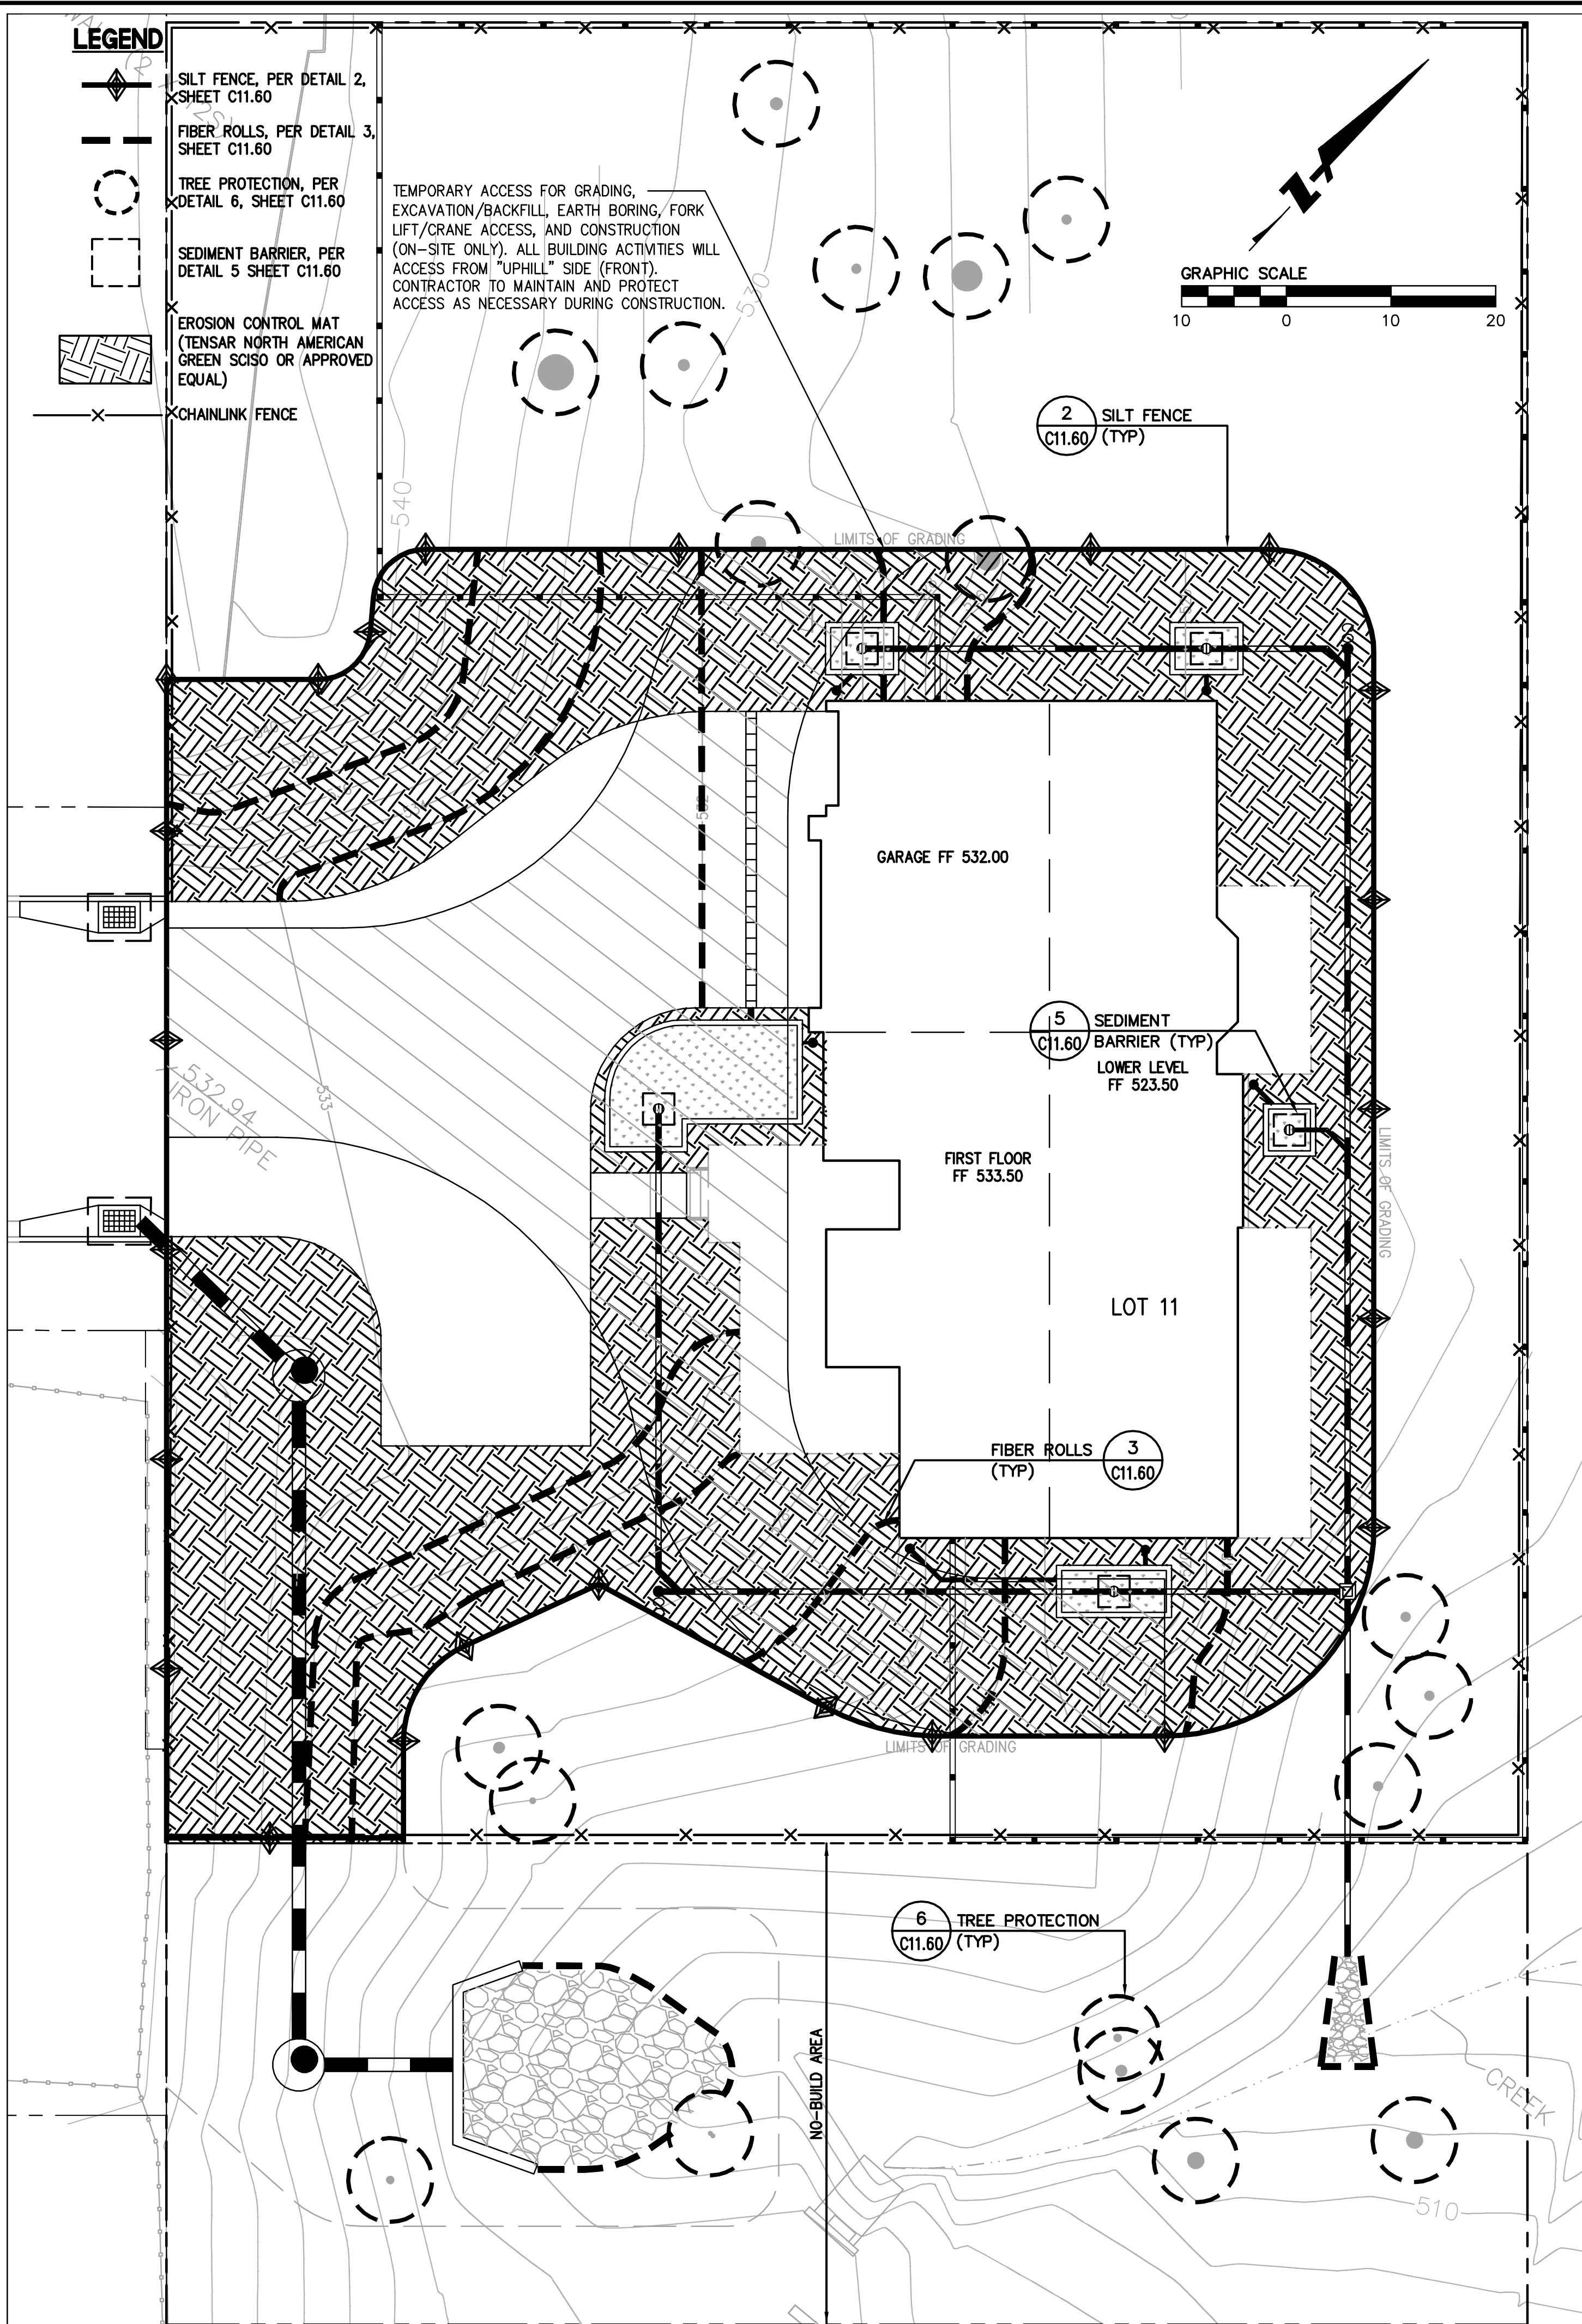 LEGEND
SILT FENCE, PER DETAIL 2,
SHEET C11.60
FIBER ROLLS, PER DETAIL 3,
SHEET C11.60
TREE PROTECTION, PER
DETAIL 6, SHEET C11.60
SEDIMENT BARRIER, PER
DETAIL 5 SHEET C11.60
EROSION CONTROL MAT
(TENSAR NORTH AMERICAN
GREEN SCISO OR APPROVED
EQUAL)
CHAINLINK FENCE
TEMPORARY ACCESS FOR GRADING,
EXCAVATION/BACKFILL, EARTH BORING, FORK
LIFT/CRANE ACCESS, AND CONSTRUCTION
(ON-SITE ONLY). ALL BUILDING ACTIVITIES WILL
ACCESS FROM "UPHILL" SIDE (FRONT).
CONTRACTOR TO MAINTAIN AND PROTECT
ACCESS AS NECESSARY DURING CONSTRUCTION.
530
Z
GRAPHIC SCALE
10 0 10 20
2
C11.60
SILT FENCE
(TYP)
540
LIMITS OF GRADING
532
GARAGE FF 532.00
5
C11.60
SEDIMENT
BARRIER (TYP)
LOWER LEVEL
FF 523.50
533
532.94
IRON PIPE
FIRST FLOOR
FF 533.50
LIMITS OF GRADING
LOT 11
FIBER ROLLS
(TYP)
3
C11.60
LIMITS OF GRADING
6
C11.60
TREE PROTECTION
(TYP)
NO-BUILD AREA
CREEK
510